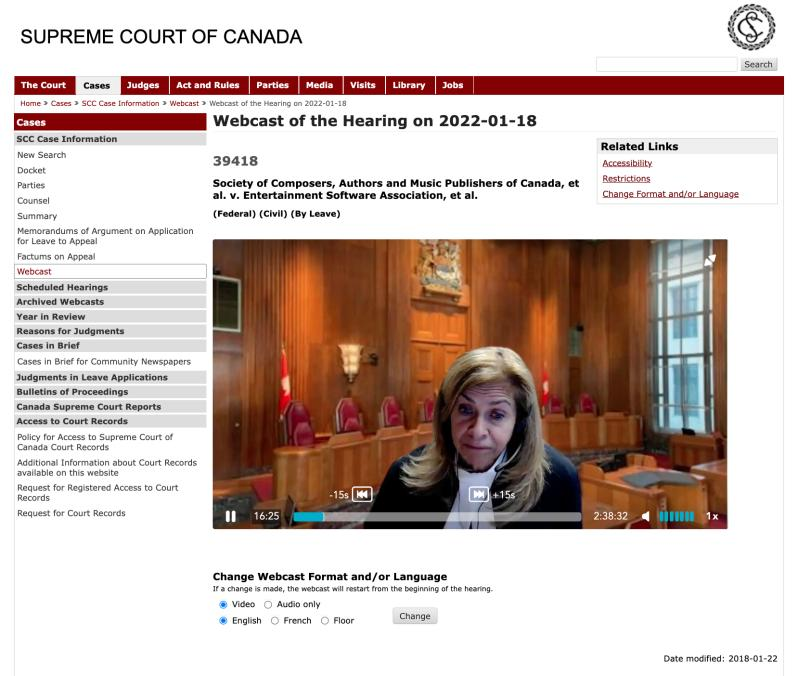 SUPREME COURT OF CANADA
Search
The Court Cases Judges Act and Rules Parties Media Visits Library Jobs
Home > Cases > SCC Case Information > Webcast > Webcast of the Hearing on 2022-01-18
Cases
SCC Case Information
New Search
Docket
Parties
Counsel
Summary
Memorandums of Argument on Application
for Leave to Appeal
Factums on Appeal
Webcast
Scheduled Hearings
Archived Webcasts
Year in Review
Reasons for Judgments
Cases in Brief
Cases in Brief for Community Newspapers
Judgments in Leave Applications
Bulletins of Proceedings
Canada Supreme Court Reports
Access to Court Records
Policy for Access to Supreme Court of
Canada Court Records
Additional Information about Court Records
available on this website
Request for Registered Access to Court
Records
Request for Court Records
Webcast of the Hearing on 2022-01-18
39418
Society of Composers, Authors and Music Publishers of Canada, et
al. v. Entertainment Software Association, et al.
(Federal) (Civil) (By Leave)
Related Links
Accessibility
Restrictions
Change Format and/or Language
-15s +15s
16:25 2:38:32 1x
Change Webcast Format and/or Language
If a change is made, the webcast will restart from the beginning of the hearing.
Video Audio only
English French Floor
Change
Date modified: 2018-01-22